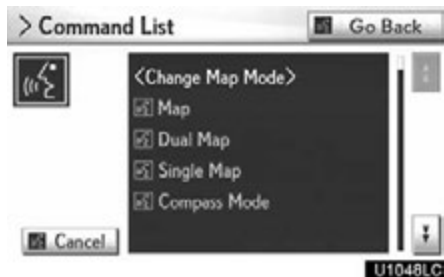 > Command List
Go Back
<Change Map Mode>
Map
Dual Map
Single Map
Compass Mode
Cancel
U1048LC